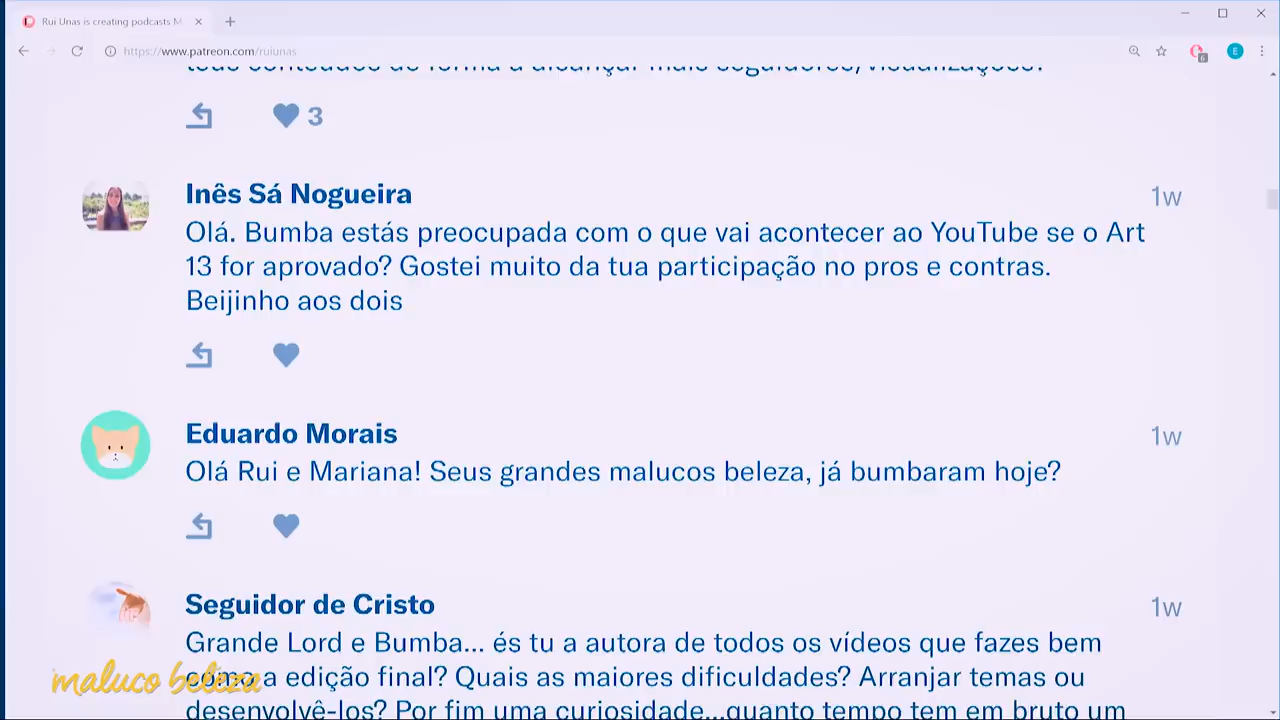 Rui Unas is creating podcasts M
https://www.patreon.com/ruiunas
6
E
teus conteúdos de forma a alcançar mais seguidores/visualizações?
3
Inês Sá Nogueira
1w
Olá. Bumba estás preocupada com o que vai acontecer ao YouTube se o Art
13 for aprovado? Gostei muito da tua participação no pros e contras.
Beijinho aos dois
Eduardo Morais
1w
Olá Rui e Mariana! Seus grandes malucos beleza, já bumbaram hoje?
Seguidor de Cristo
1w
Grande Lord e Bumba... és tu a autora de todos os vídeos que fazes bem
como a edição final? Quais as maiores dificuldades? Arranjar temas ou
maluco beleza
desenvolvê-los? Por fim uma curiosidade...quanto tempo tem em bruto um